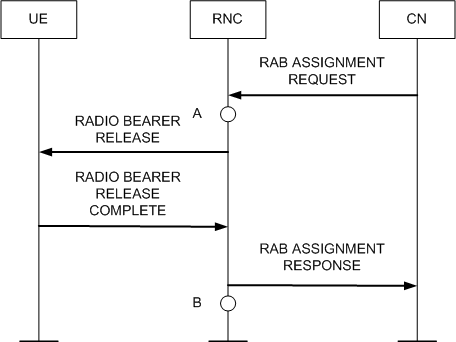 UE
RNC
CN
RAB ASSIGNMENT
REQUEST
A
RADIO BEARER
RELEASE
RADIO BEARER
RELEASE
COMPLETE
RAB ASSIGNMENT
RESPONSE
B